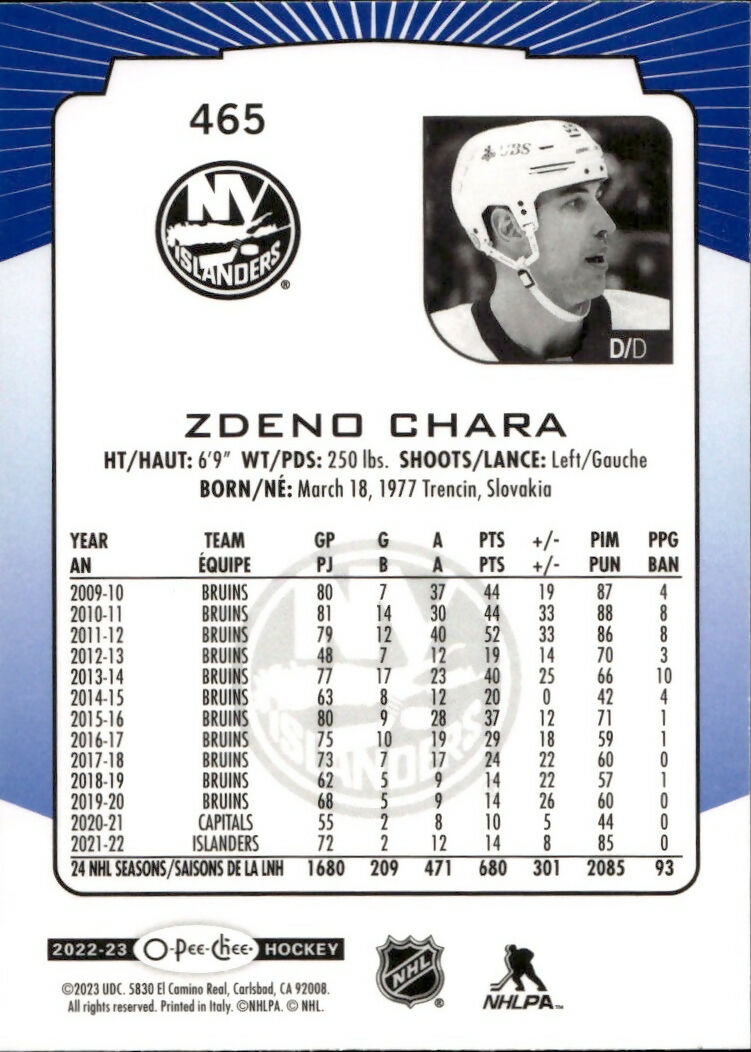 465
NY
ISLANDERS
®
UBS
D/D
ZDENO CHARA
HT/HAUT: 6'9" WT/PDS: 250 lbs. SHOOTS/LANCE: Left/Gauche
BORN/NÉ: March 18, 1977 Trencin, Slovakia
YEAR TEAM GP G A PTS +/- PIM PPG
AN ÉQUIPE PJ B A PTS +/- PUN BAN
2009-10 BRUINS 80 7 37 44 19 87 4
2010-11 BRUINS 81 14 30 44 33 88 8
2011-12 BRUINS 79 12 40 52 33 86 8
2012-13 BRUINS 48 7 12 19 14 70 3
2013-14 BRUINS 77 17 23 40 25 66 10
2014-15 BRUINS 63 8 12 20 0 42 4
2015-16 BRUINS 80 9 28 37 12 71 1
2016-17 BRUINS 75 10 19 29 18 59 1
2017-18 BRUINS 73 7 17 24 22 60 0
2018-19 BRUINS 62 5 9 14 22 57 1
2019-20 BRUINS 68 5 9 14 26 60 0
2020-21 CAPITALS 55 2 8 10 5 44 0
2021-22 ISLANDERS 72 2 12 14 8 85 0
24 NHL SEASONS/SAISONS DE LA LNH 1680 209 471 680 301 2085 93
NY
ISLANDERS
2022-23 O-Pee-Chee HOCKEY
NHL ®
NHLPA™
©2023 UDC. 5830 El Camino Real, Carlsbad, CA 92008.
All rights reserved. Printed in Italy. ©NHLPA. © NHL.